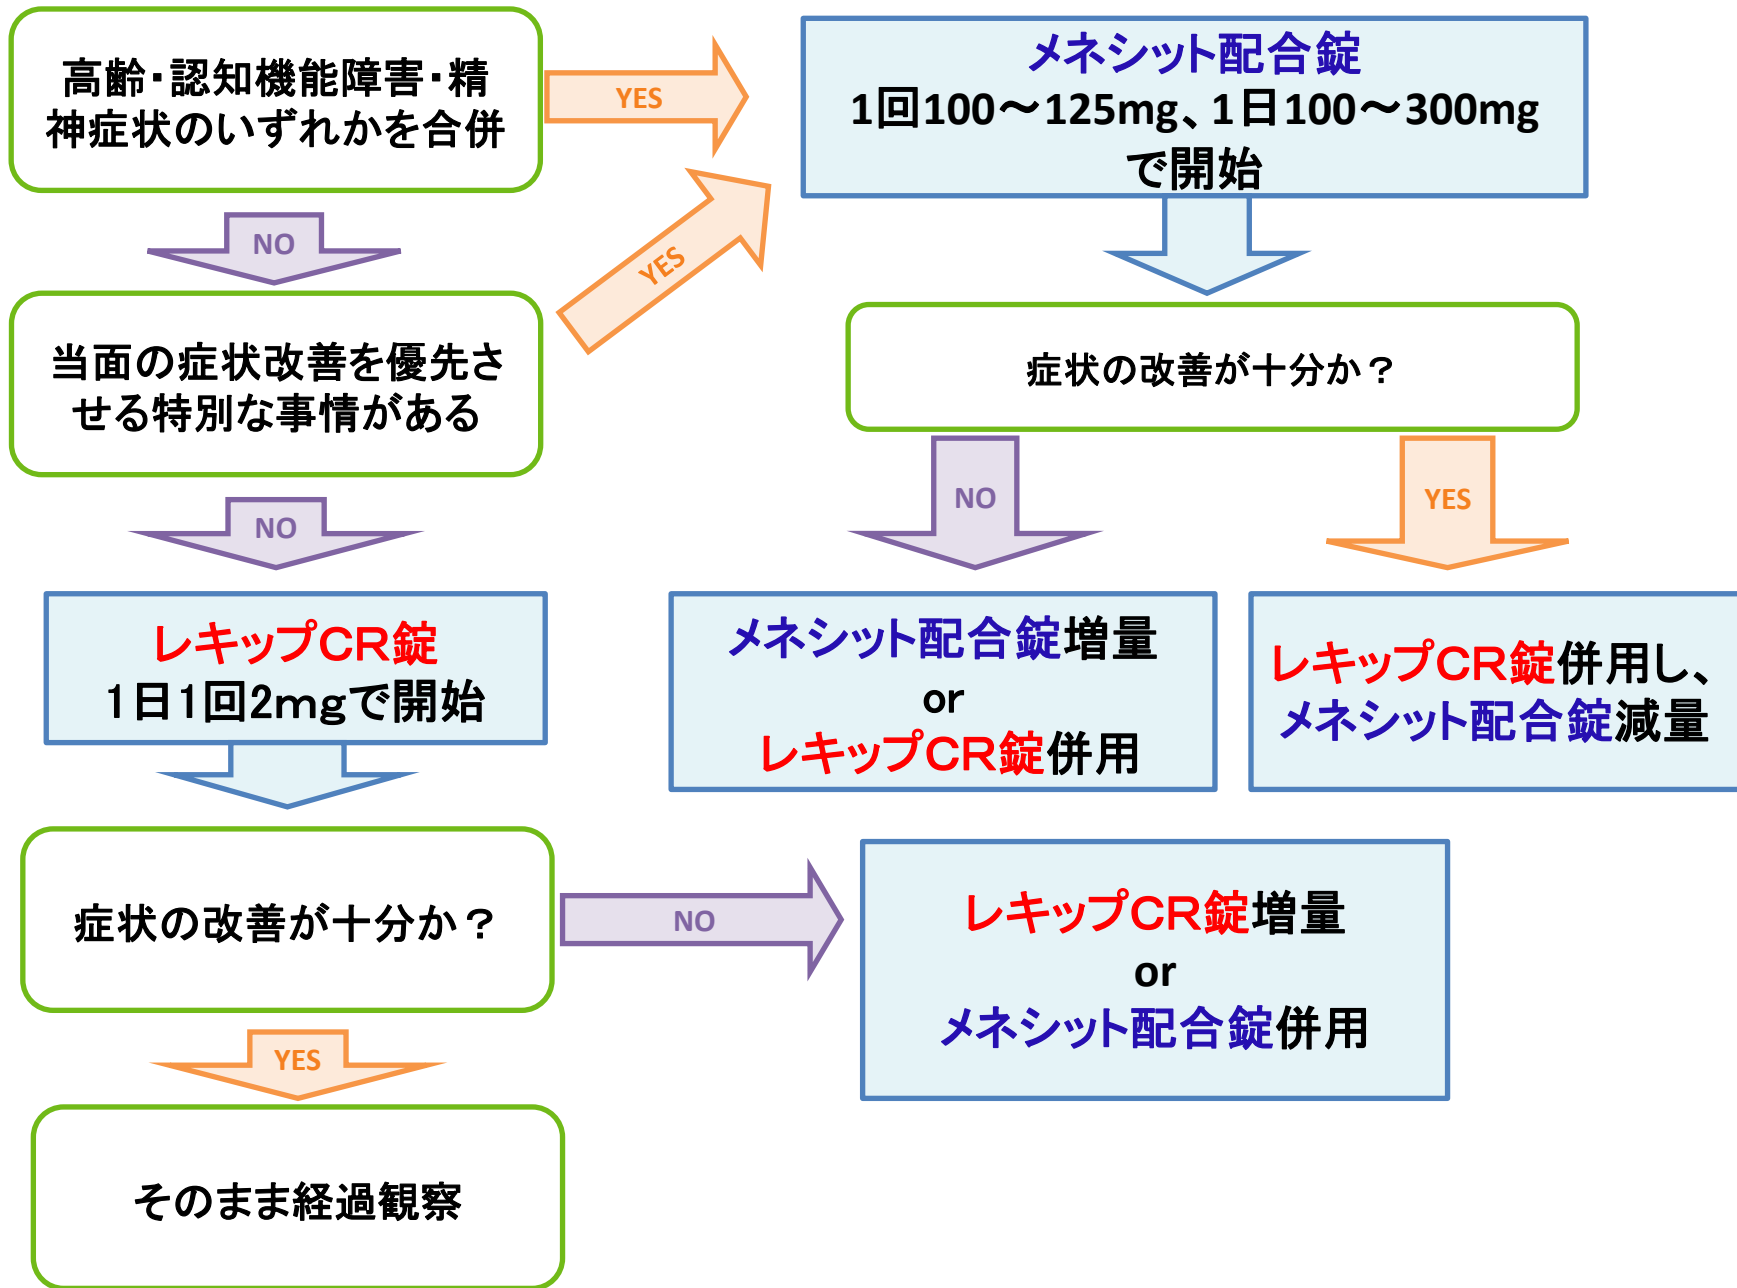 高齢・認知機能障害・精
神症状のいずれかを合併
YES
メネシット配合錠
1回100～125mg、1日100～300mg
で開始
NO
YES
当面の症状改善を優先さ
せる特別な事情がある
症状の改善が十分か？
NO
NO
YES
レキップCR錠
1日1回2mgで開始
メネシット配合錠増量
or
レキップCR錠併用
レキップCR錠併用し、
メネシット配合錠減量
症状の改善が十分か？
NO
レキップCR錠増量
or
メネシット配合錠併用
YES
そのまま経過観察